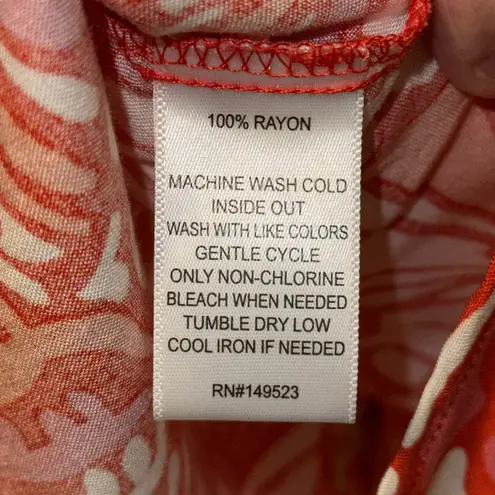 100% RAYON
MACHINE WASH COLD
INSIDE OUT
WASH WITH LIKE COLORS
GENTLE CYCLE
ONLY NON-CHLORINE
BLEACH WHEN NEEDED
TUMBLE DRY LOW
COOL IRON IF NEEDED
RN#149523